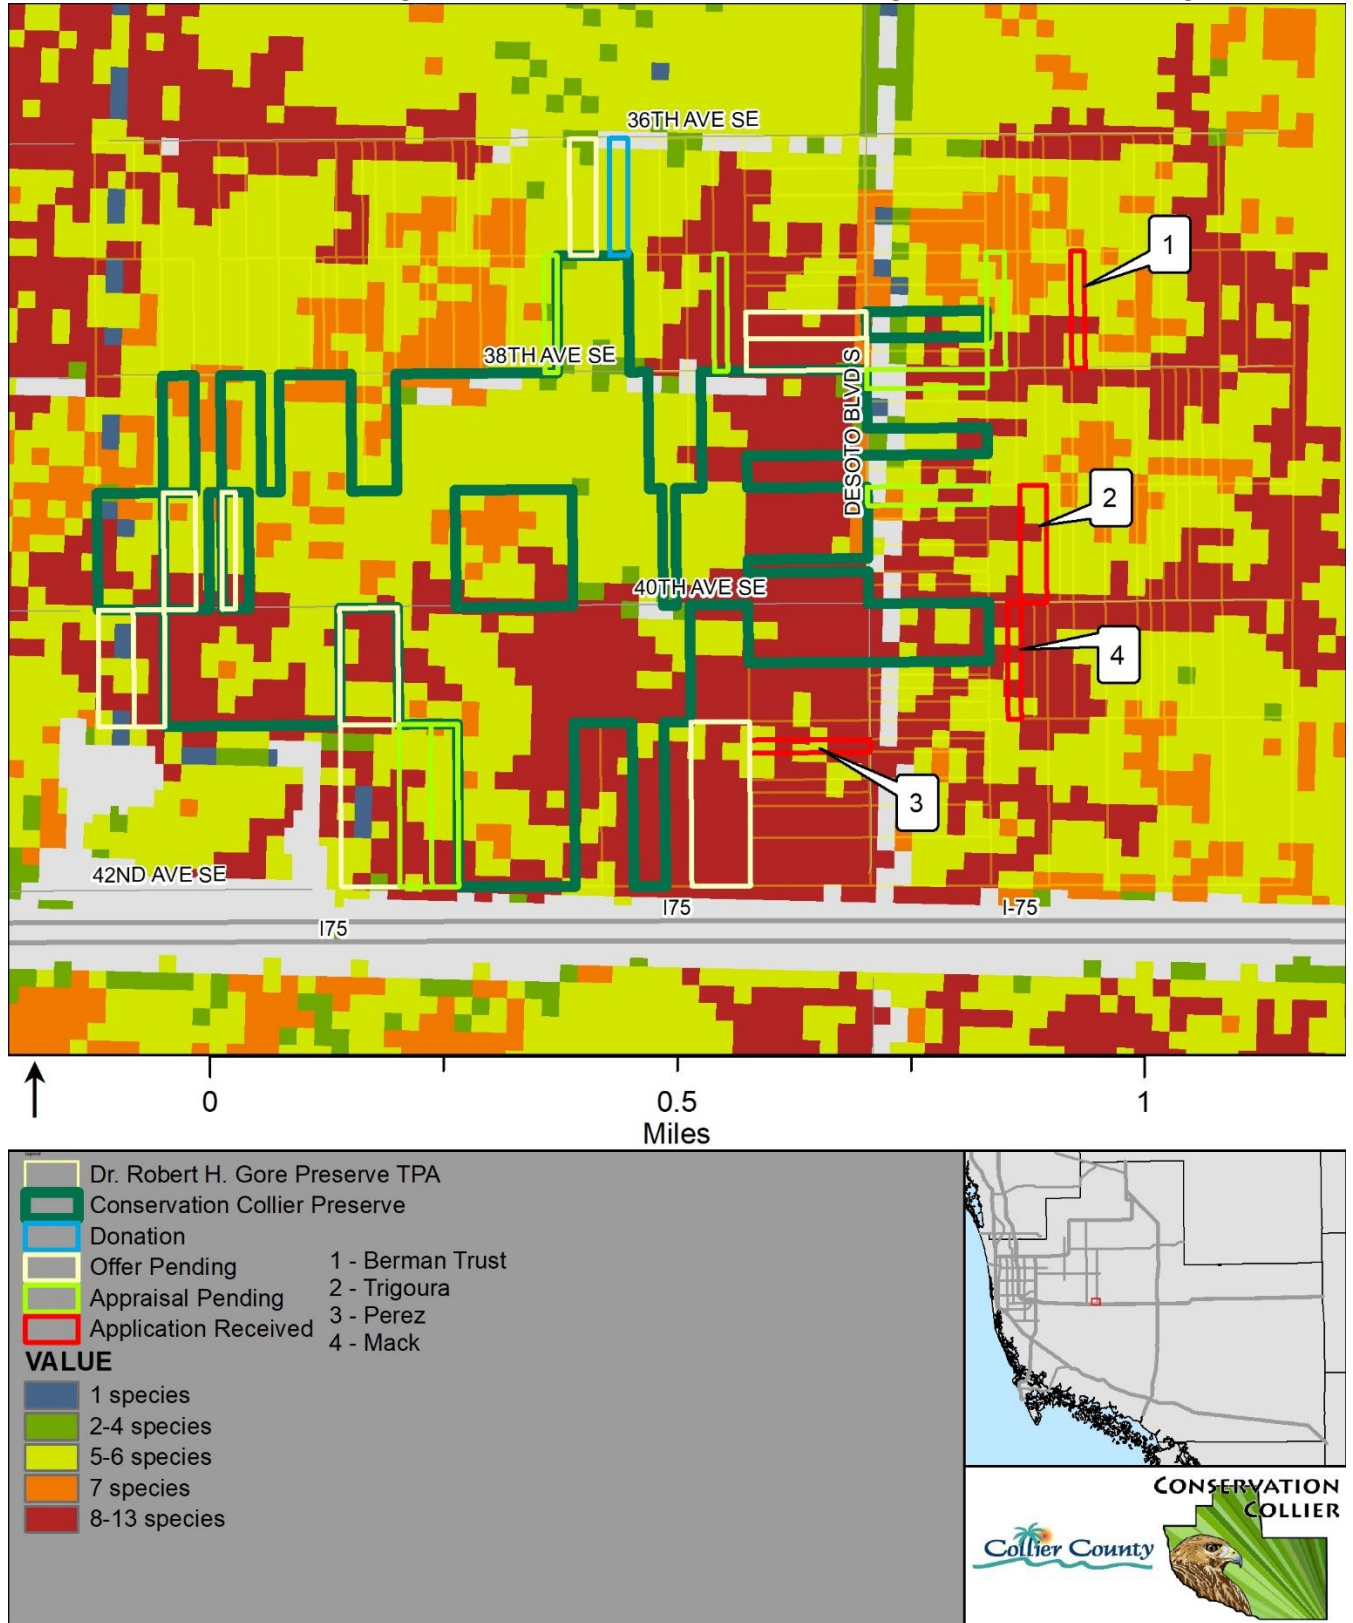 36TH AVE SE
1
38TH AVE SE
DESOTO BLVD S
2
40TH AVE SE
4
3
42ND AVE SE
I75
I-75
I75
0
0.5
1
Miles
Dr. Robert H. Gore Preserve TPA
Conservation Collier Preserve
Donation
Offer Pending
Appraisal Pending
Application Received
1 - Berman Trust
2 - Trigoura
3 - Perez
4 - Mack
VALUE
1 species
2-4 species
5-6 species
7 species
8-13 species
CONSERVATION
COLLIER
Collier County